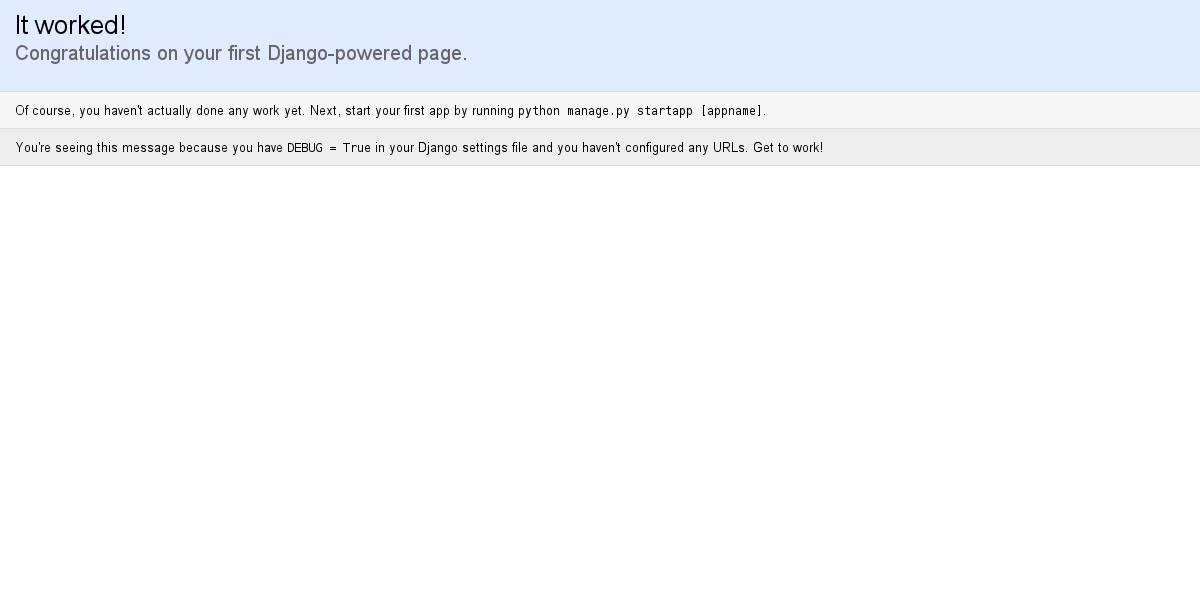 It worked!
Congratulations on your first Django-powered page.
Of course, you haven't actually done any work yet. Next, start your first app by running python manage.py startapp [appname].
You're seeing this message because you have DEBUG = True in your Django settings file and you haven't configured any URLs. Get to work!